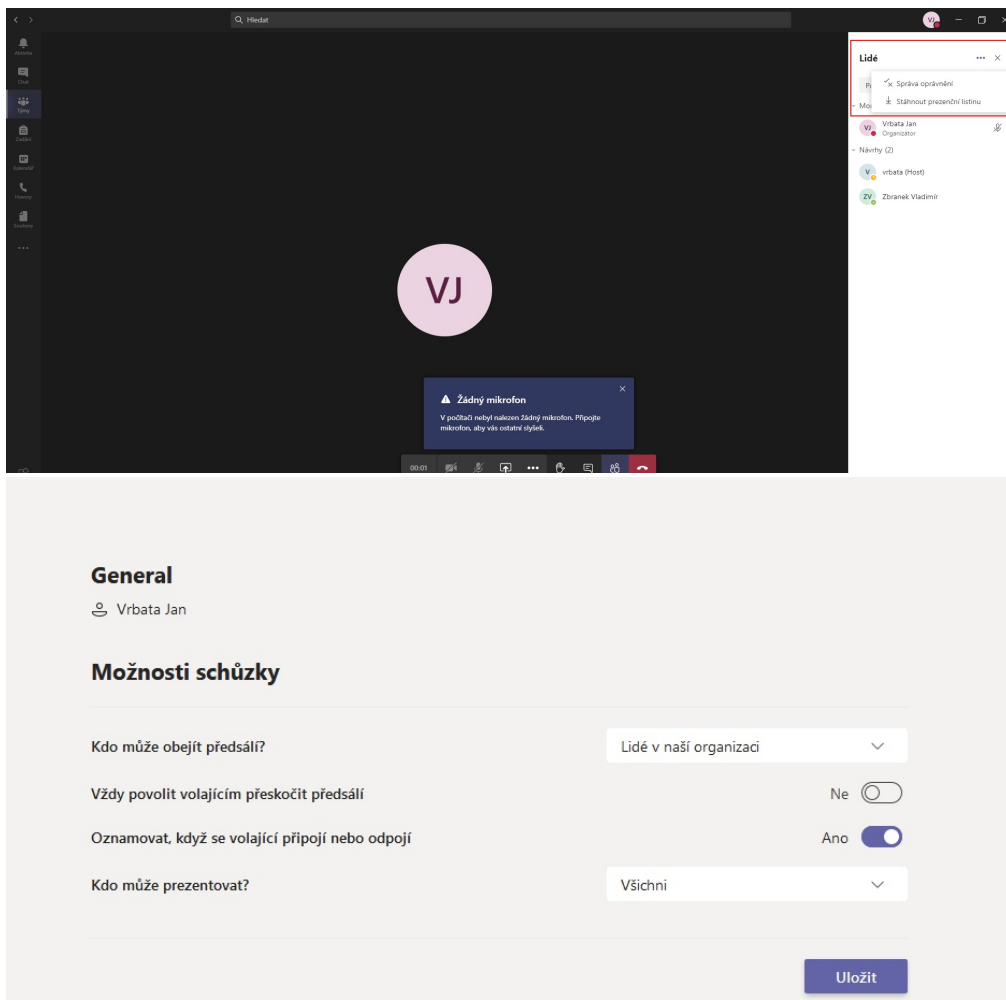 Hledat
VJ
Aktivita
Chat
Týmy
Zadání
Kalendář
Hovory
Soubory
Lidé
Správa oprávnění
Stáhnout prezenční listinu
VJ
Vrbata Jan
Organizátor
Návrhy (2)
V
vrbata (Host)
ZV
Zbranek Vladimír
VJ
Žádný mikrofon
V počítači nebyl nalezen žádný mikrofon. Připojte
mikrofon, aby vás ostatní slyšeli.
00:01
General
Vrbata Jan
Možnosti schůzky
Kdo může obejít předsálí?
Lidé v naší organizaci
Vždy povolit volajícím přeskočit předsálí
Ne
Oznamovat, když se volající připojí nebo odpojí
Ano
Kdo může prezentovat?
Všichni
Uložit